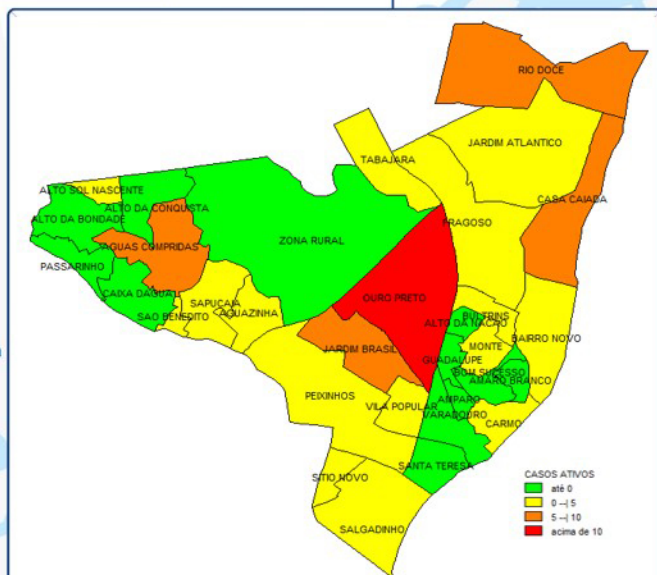 RIO DOCE
JARDIM ATLANTICO
TABAJARA
CASA CAIADA
ALTO SOL NASCENTE
ALTO DA CONQUISTA
ALTO DA BONDADE
FRAGOSO
ZONA RURAL
AGUAS COMPRIDAS
PASSARINHO
CAIXA DAGUA
OURO PRETO
SAPUCAIA
AGUAZINHA
SAO BENEDITO
BULTRINS
ALTO DA NACAO
BAIRRO NOVO
MONTE
JARDIM BRASIL
GUADALUPE
BOM SUCESSO
AMARO BRANCO
PEIXINHOS
AMPARO
VILA POPULAR
VARADOURO
CARMO
SANTA TERESA
SITIO NOVO
SALGADINHO
CASOS ATIVOS
até 0
0 --| 5
5 --| 10
acima de 10